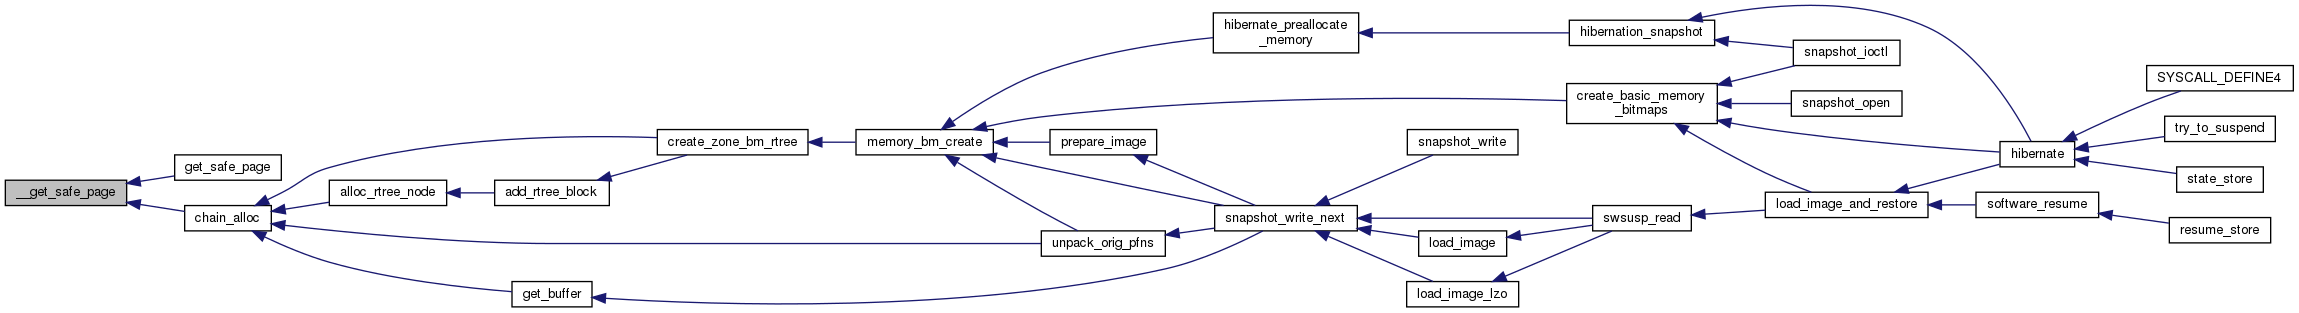 __get_safe_page
get_safe_page
chain_alloc
alloc_rtree_node
add_rtree_block
get_buffer
create_zone_bm_rtree
memory_bm_create
hibernate_preallocate
_memory
prepare_image
unpack_orig_pfns
snapshot_write_next
snapshot_write
load_image
load_image_lzo
hibernation_snapshot
create_basic_memory
_bitmaps
swsusp_read
snapshot_ioctl
snapshot_open
load_image_and_restore
hibernate
software_resume
SYSCALL_DEFINE4
try_to_suspend
state_store
resume_store